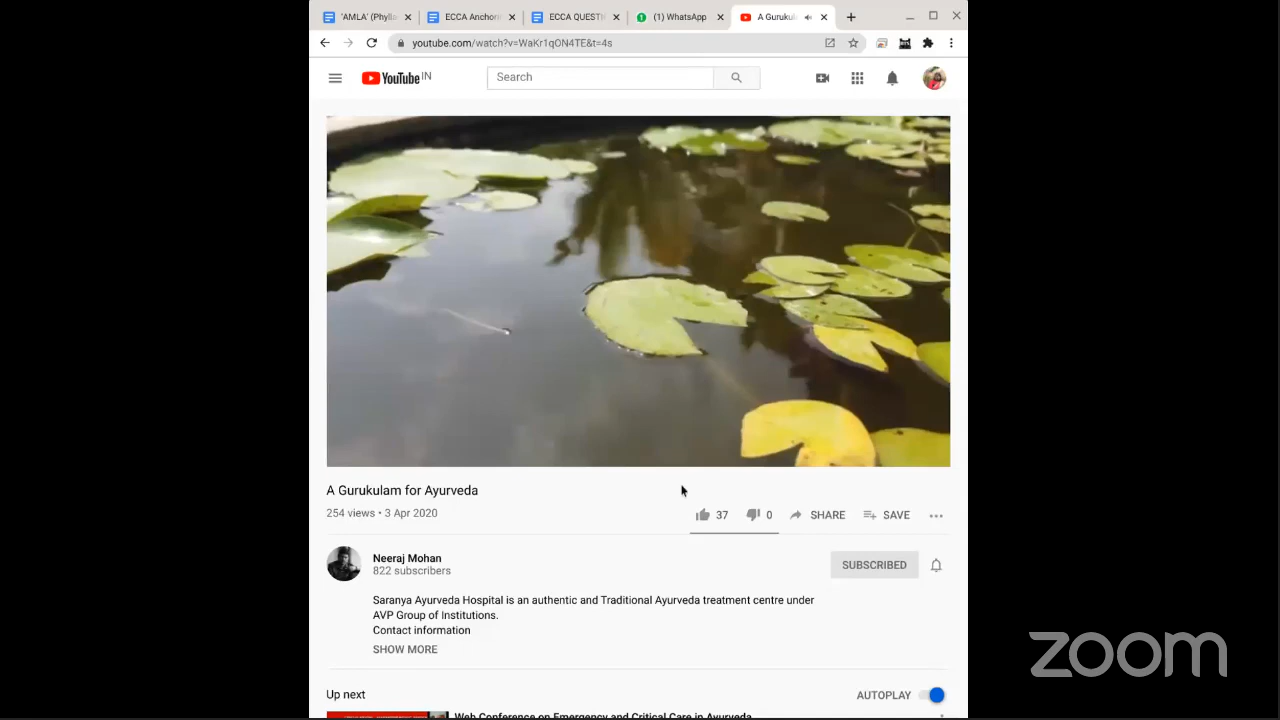 'AMLA' (Phylla
ECCA Anchor
ECCA QUEST
(1) WhatsApp
A Guruku
youtube.com/watch?v=WaKr1qON4TE&t=4s
YouTube IN
Search
A Gurukulam for Ayurveda
254 views • 3 Apr 2020
37
0
SHARE
SAVE
Neeraj Mohan
822 subscribers
SUBSCRIBED
Saranya Ayurveda Hospital is an authentic and Traditional Ayurveda treatment centre under
AVP Group of Institutions.
Contact information
SHOW MORE
zoom
Up next
AUTOPLAY
Web Conference on Emergency and Critical Care in Ayurveda